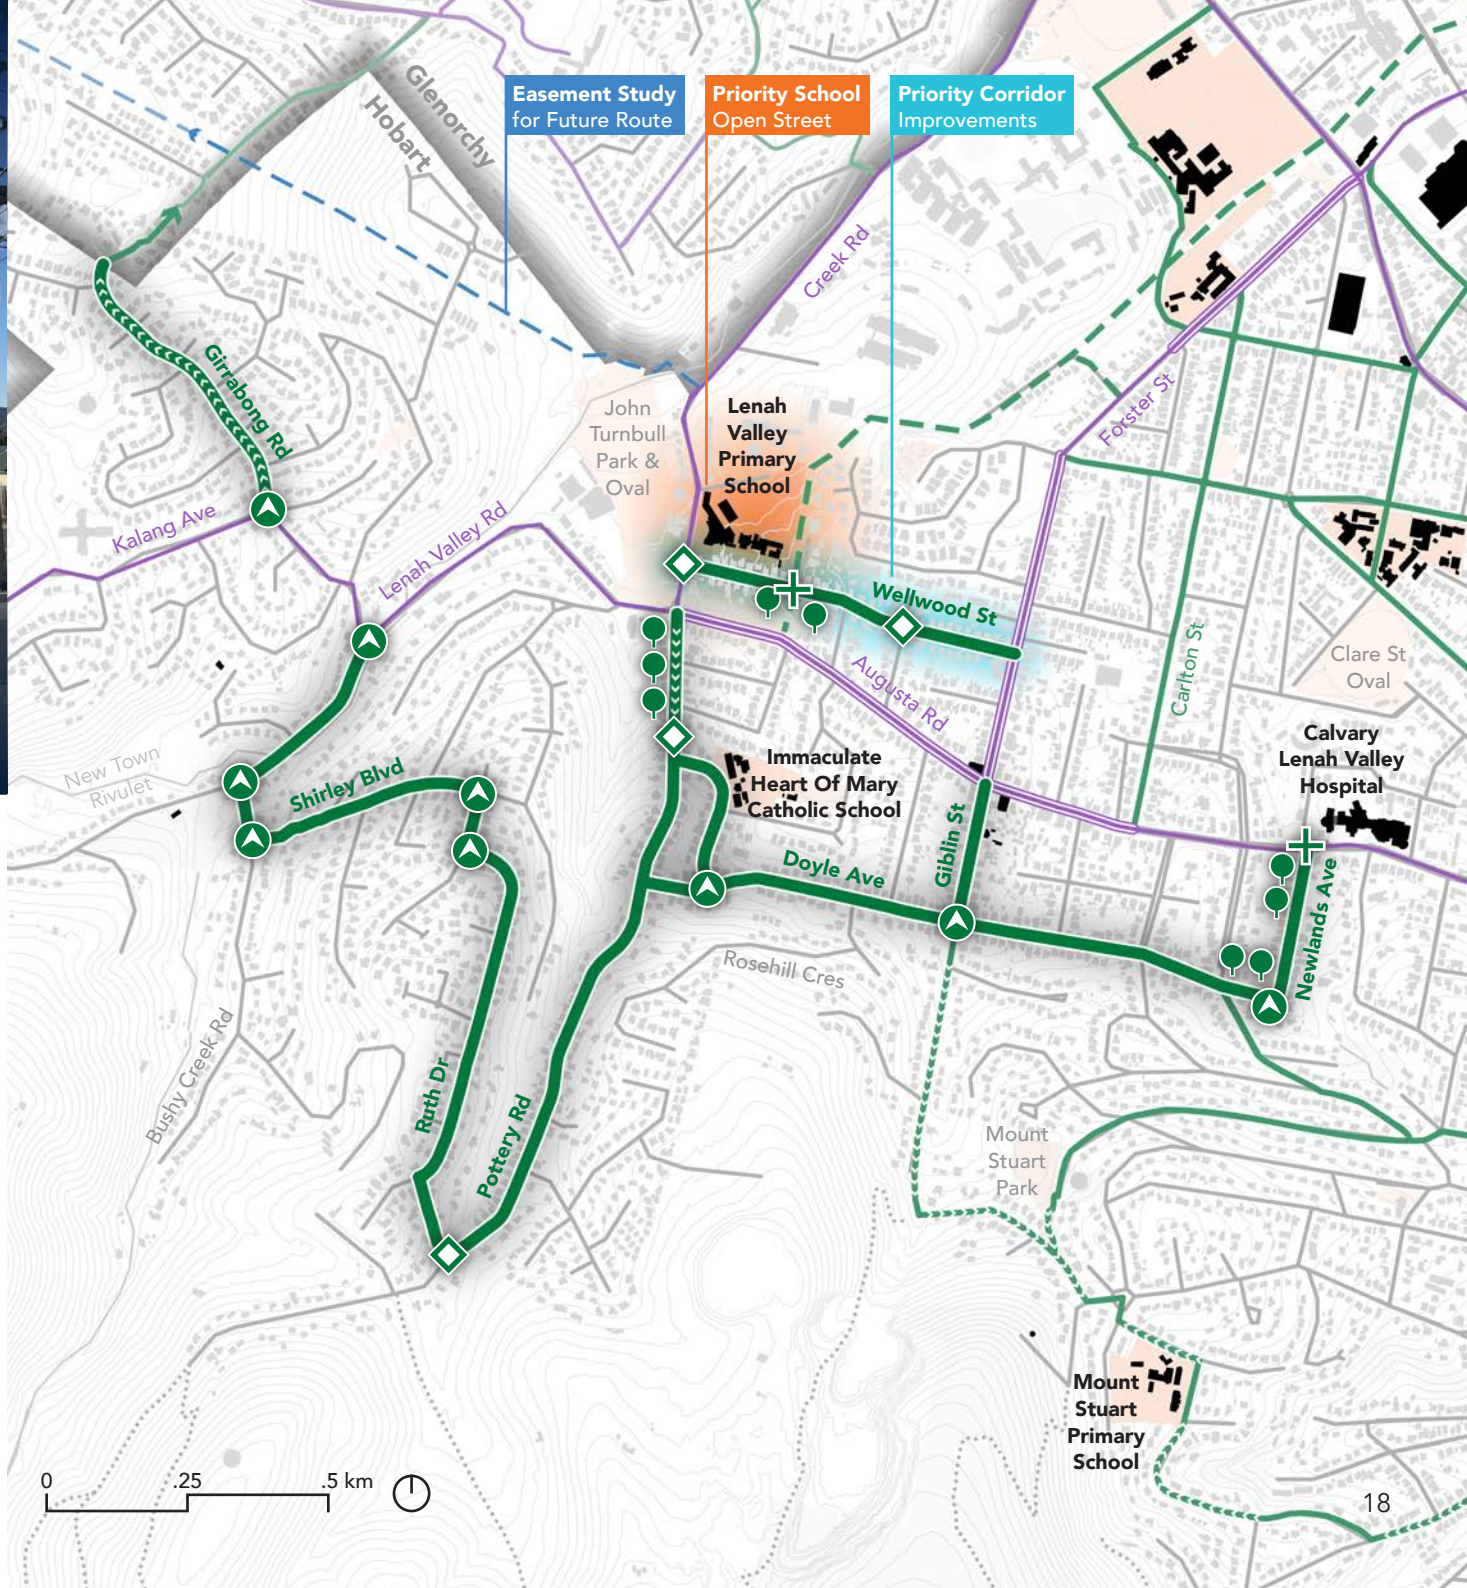 Glenorchy
Hobart
Easement Study
for Future Route
Priority School
Open Street
Priority Corridor
Improvements
Creek Rd
Girrabong Rd
John
Turnbull
Park &
Oval
Lenah
Valley
Primary
School
Forster St
Kalang Ave
Lenah Valley Rd
Wellwood St
Augusta Rd
Carlton St
Clare St
Oval
New Town
Rivulet
Shirley Blvd
Immaculate
Heart Of Mary
Catholic School
Calvary
Lenah Valley
Hospital
Giblin St
Doyle Ave
Newlands Ave
Rosehill Cres
Bushy Creek Rd
Ruth Dr
Pottery Rd
Mount
Stuart
Park
Mount
Stuart
Primary
School
0 .25 .5 km
18